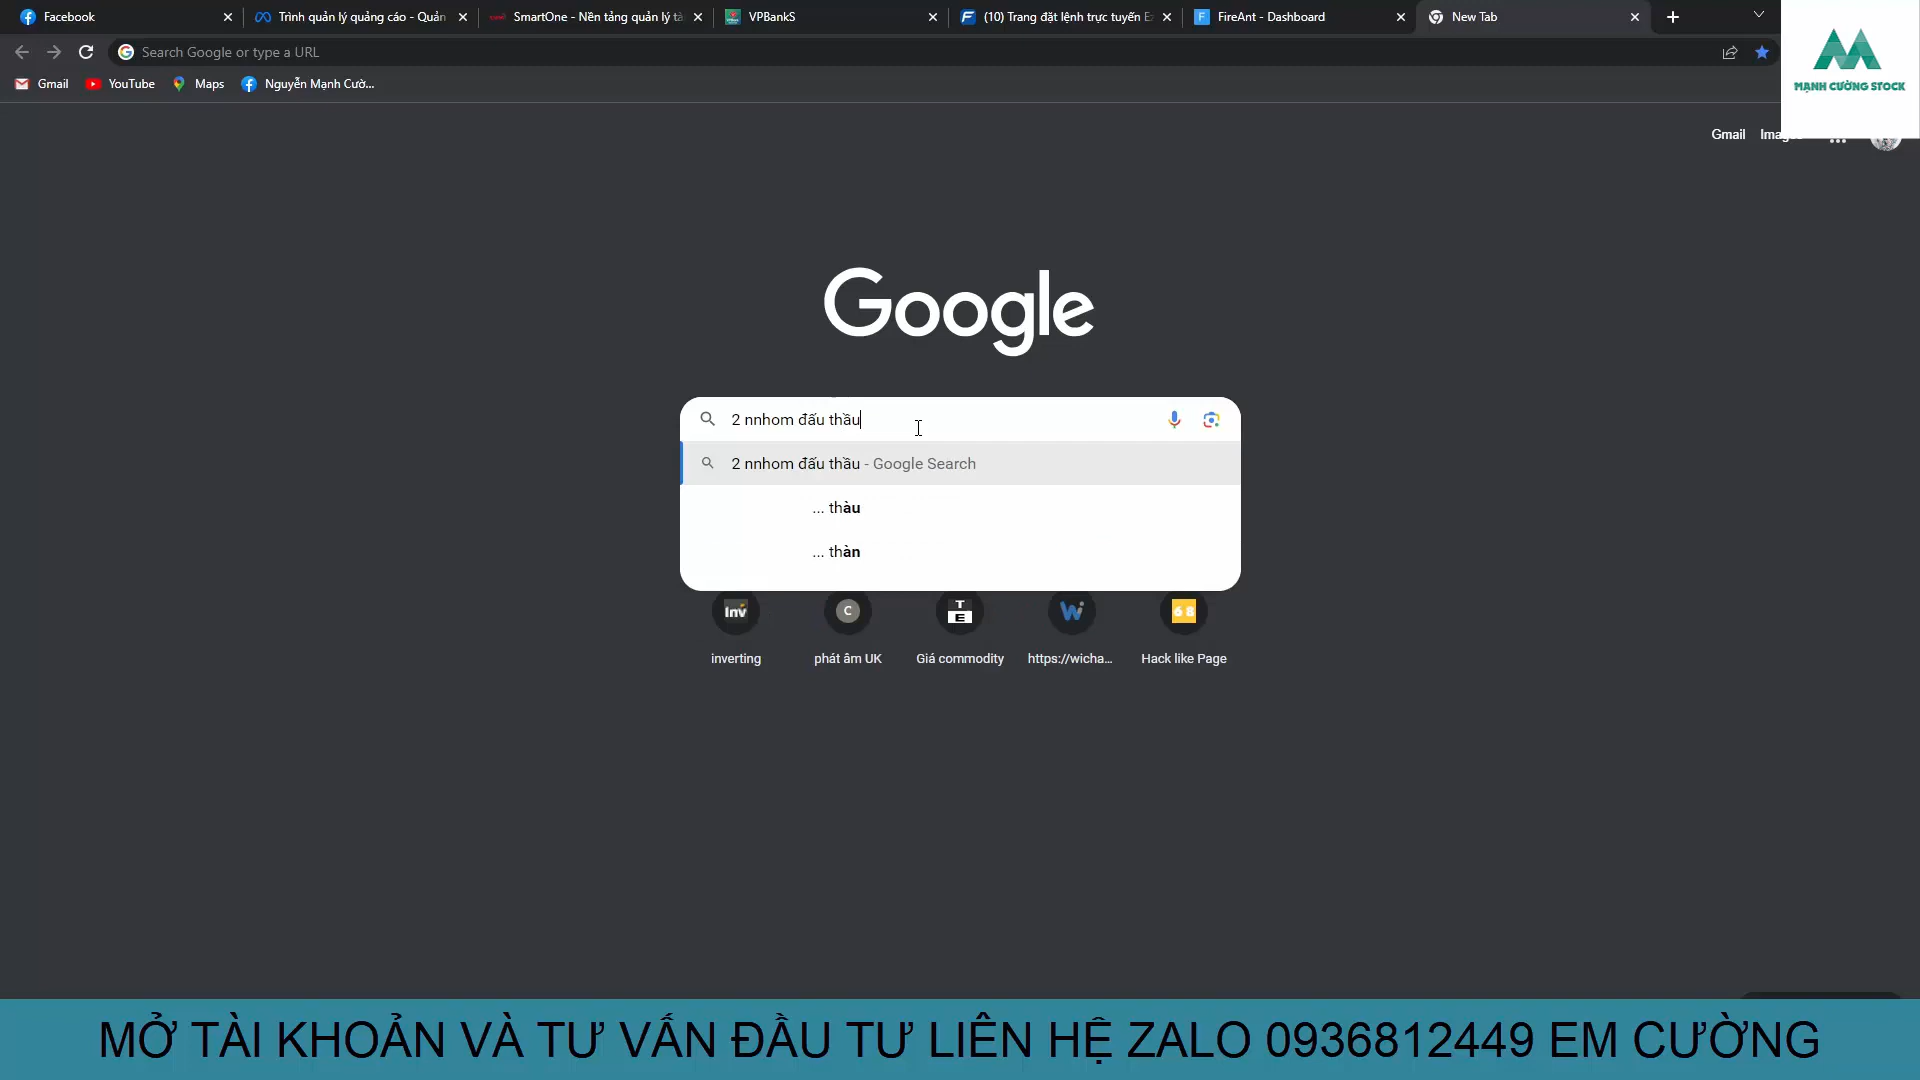 Facebook
Trình quản lý quảng cáo - Quản
SmartOne - Nền tảng quản lý tà
VPBankS
(10) Trang đặt lệnh trực tuyến E
FireAnt - Dashboard
New Tab
Search Google or type a URL
Gmail
YouTube
Maps
Nguyễn Mạnh Cườ...
MẠNH CƯỜNG STOCK
Gmail
Images
Google
2 nnhom đấu thầu
2 nnhom đấu thầu - Google Search
... thàu
... thàn
Inv
C
TE
W
68
inverting
phát âm UK
Giá commodity
https://wicha...
Hack like Page
MỞ TÀI KHOẢN VÀ TƯ VẤN ĐẦU TƯ LIÊN HỆ ZALO 0936812449 EM CƯỜNG